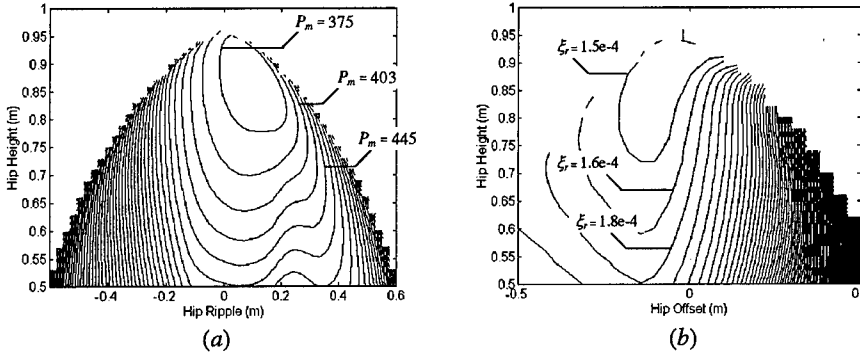 1
0.95
0.9
0.85
0.8
0.75
0.7
0.65
0.6
0.55
0.5
Hip Height (m)
-0.4 -0.2 0 0.2 0.4 0.6
Hip Ripple (m)
P_m = 375
P_m = 403
P_m = 445
(a)
1
0.95
0.9
0.85
0.8
0.75
0.7
0.65
0.6
0.55
0.5
Hip Height (m)
-0.5 0 0
Hip Offset (m)
ξ_r = 1.5e-4
ξ_r = 1.6e-4
ξ_r = 1.8e-4
(b)